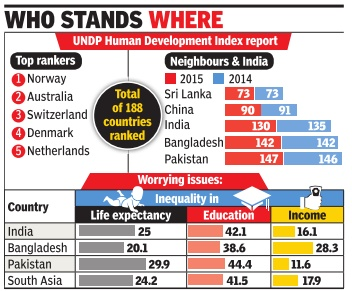 WHO STANDS WHERE
UNDP Human Development Index report
Top rankers
1 Norway
2 Australia
3 Switzerland
4 Denmark
5 Netherlands
Total
of 188
countries
ranked
Neighbours & India
2015 2014
Sri Lanka 73 73
China 90 91
India 130 135
Bangladesh 142 142
Pakistan 147 146
Worrying issues:
Inequality in
Country Life expectancy Education Income
India 25 42.1 16.1
Bangladesh 20.1 38.6 28.3
Pakistan 29.9 44.4 11.6
South Asia 24.2 41.5 17.9